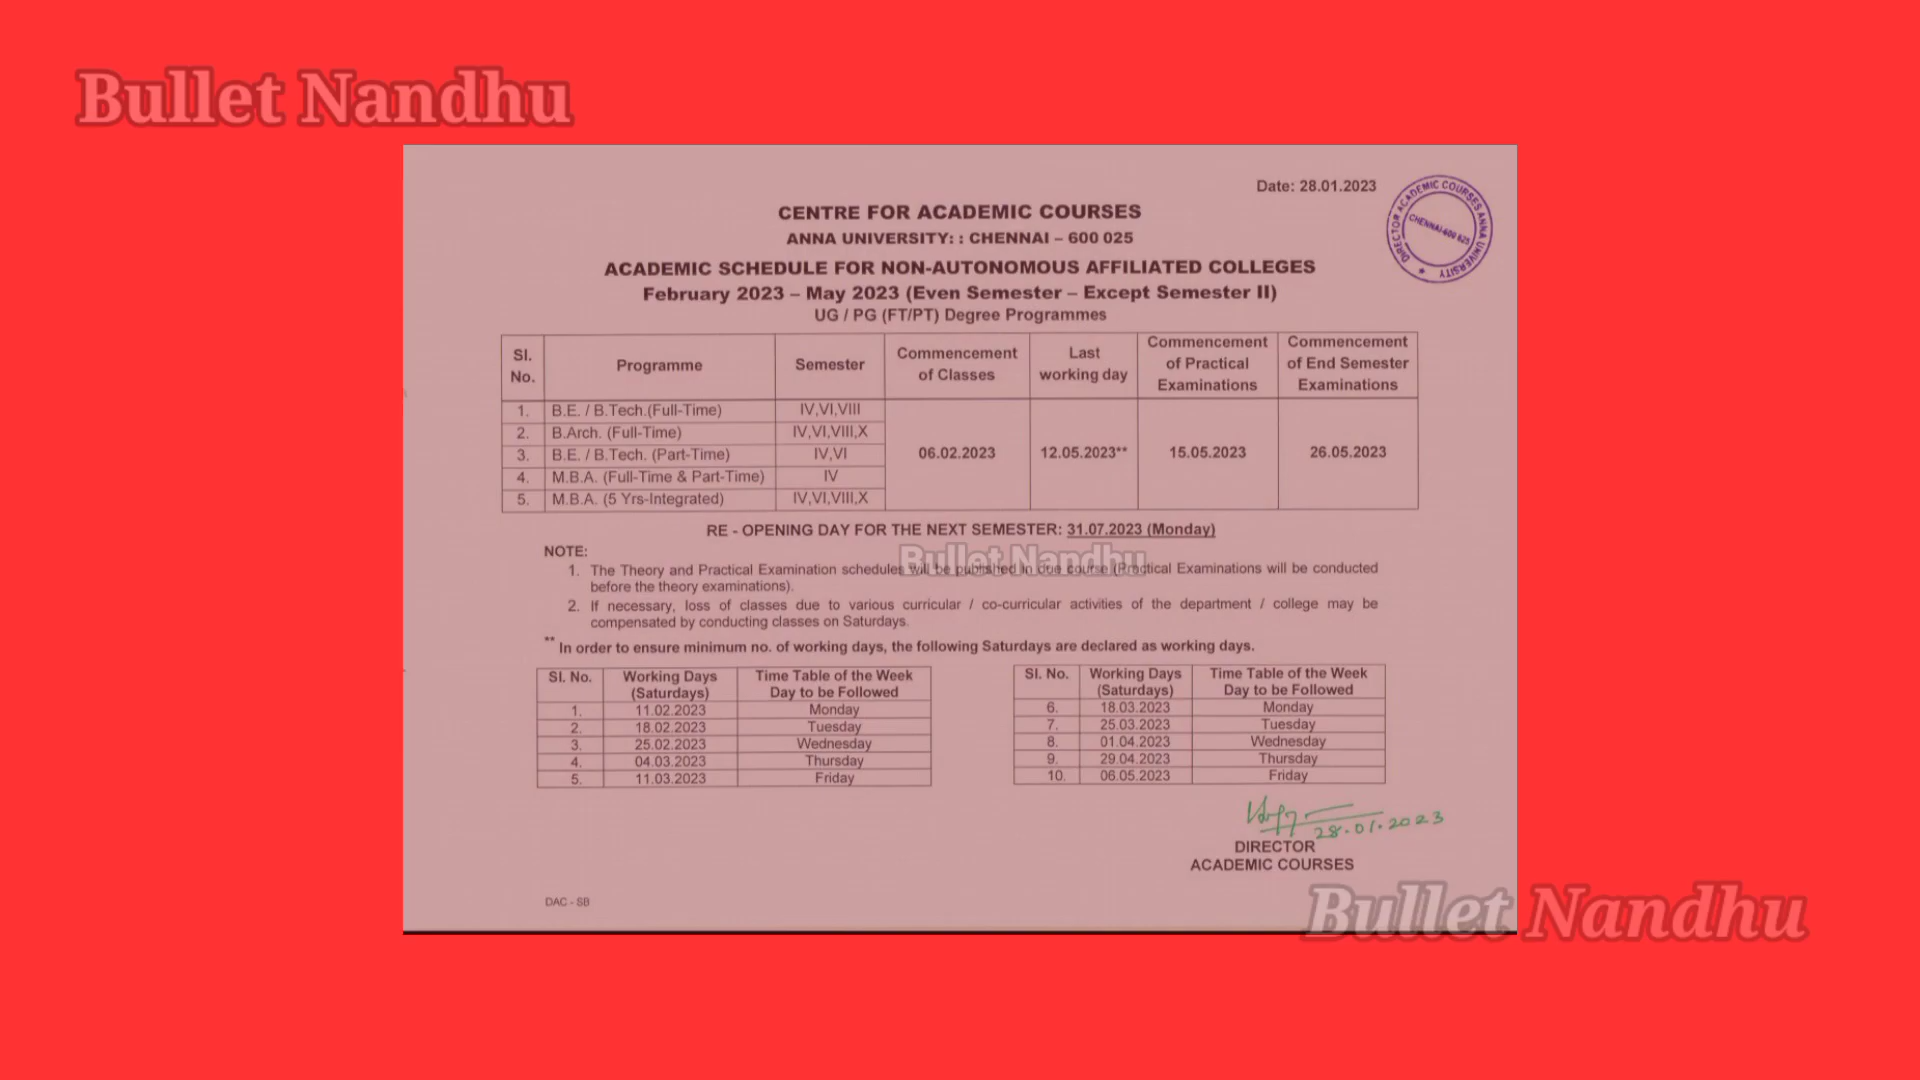 Bullet Nandhu
Date: 28.01.2023
DIRECTOR ACADEMIC COURSES ANNA UNIVERSITY
CHENNAI-600 025
CENTRE FOR ACADEMIC COURSES
ANNA UNIVERSITY: : CHENNAI – 600 025
ACADEMIC SCHEDULE FOR NON-AUTONOMOUS AFFILIATED COLLEGES
February 2023 – May 2023 (Even Semester – Except Semester II)
UG / PG (FT/PT) Degree Programmes
Sl. No. Programme Semester Commencement of Classes Last working day Commencement of Practical Examinations Commencement of End Semester Examinations
1. B.E. / B.Tech.(Full-Time) IV,VI,VIII
2. B.Arch. (Full-Time) IV,VI,VIII,X
3. B.E. / B.Tech. (Part-Time) IV,VI 06.02.2023 12.05.2023** 15.05.2023 26.05.2023
4. M.B.A. (Full-Time & Part-Time) IV
5. M.B.A. (5 Yrs-Integrated) IV,VI,VIII,X
RE - OPENING DAY FOR THE NEXT SEMESTER: 31.07.2023 (Monday)
NOTE:
Bullet Nandhu
1. The Theory and Practical Examination schedules will be published in due course (Practical Examinations will be conducted
before the theory examinations).
2. If necessary, loss of classes due to various curricular / co-curricular activities of the department / college may be
compensated by conducting classes on Saturdays.
** In order to ensure minimum no. of working days, the following Saturdays are declared as working days.
Sl. No. Working Days (Saturdays) Time Table of the Week Day to be Followed
1. 11.02.2023 Monday
2. 18.02.2023 Tuesday
3. 25.02.2023 Wednesday
4. 04.03.2023 Thursday
5. 11.03.2023 Friday
Sl. No. Working Days (Saturdays) Time Table of the Week Day to be Followed
6. 18.03.2023 Monday
7. 25.03.2023 Tuesday
8. 01.04.2023 Wednesday
9. 29.04.2023 Thursday
10. 06.05.2023 Friday
28.01.2023
DIRECTOR
ACADEMIC COURSES
DAC - SB
Bullet Nandhu